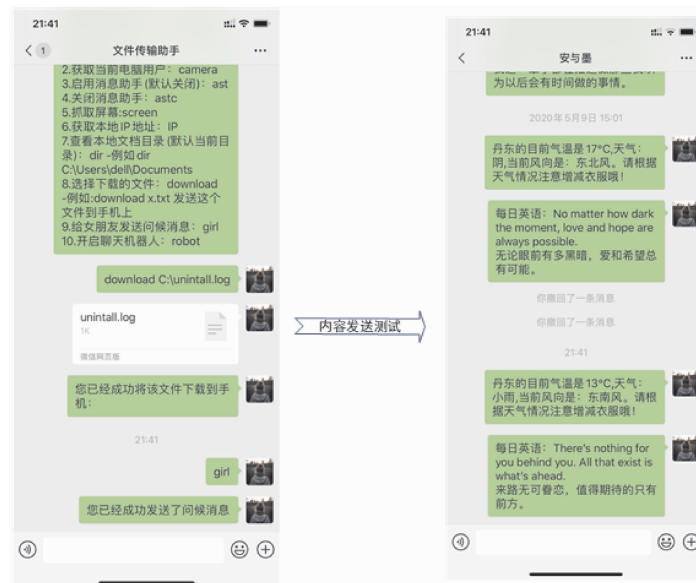 21:41
1
文件传输助手
2.获取当前电脑用户：camera
3.启用消息助手(默认关闭)：ast
4.关闭消息助手：astc
5.抓取屏幕:screen
6.获取本地IP地址：IP
7.查看本地文档目录(默认当前目
录)：dir -例如dir
C:\Users\dell\Documents
8.选择下载的文件：download
-例如:download x.txt 发送这个
文件到手机上
9.给女朋友发送问候消息：girl
10.开启聊天机器人：robot
download C:\unintall.log
unintall.log
1K
微信网页版
您已经成功将该文件下载到手
机：
21:41
girl
您已经成功发送了问候消息
内容发送测试
21:41
安与墨
为以后会有时间做的事情。
2020年5月9日 15:01
丹东的目前气温是17°C,天气：
阴,当前风向是：东北风。请根据
天气情况注意增减衣服哦！
每日英语：No matter how dark
the moment, love and hope are
always possible.
无论眼前有多黑暗，爱和希望总
有可能。
你撤回了一条消息
你撤回了一条消息
21:41
丹东的目前气温是13°C,天气：
小雨,当前风向是：东南风。请根
据天气情况注意增减衣服哦！
每日英语：There's nothing for
you behind you. All that exist is
what's ahead.
来路无可眷恋，值得期待的只有
前方。